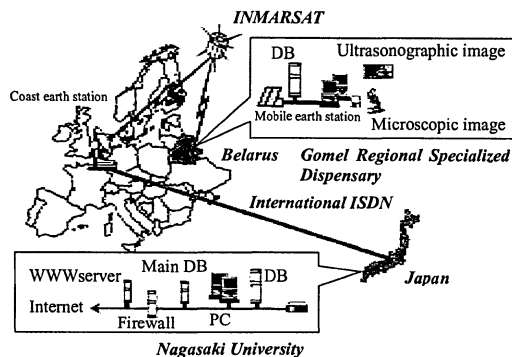 INMARSAT
DB
Ultrasonographic image
Coast earth station
Mobile earth station
Microscopic image
Belarus
Gomel Regional Specialized
Dispensary
International ISDN
Main DB
WWWserver
DB
Japan
Internet
Firewall
PC
Nagasaki University